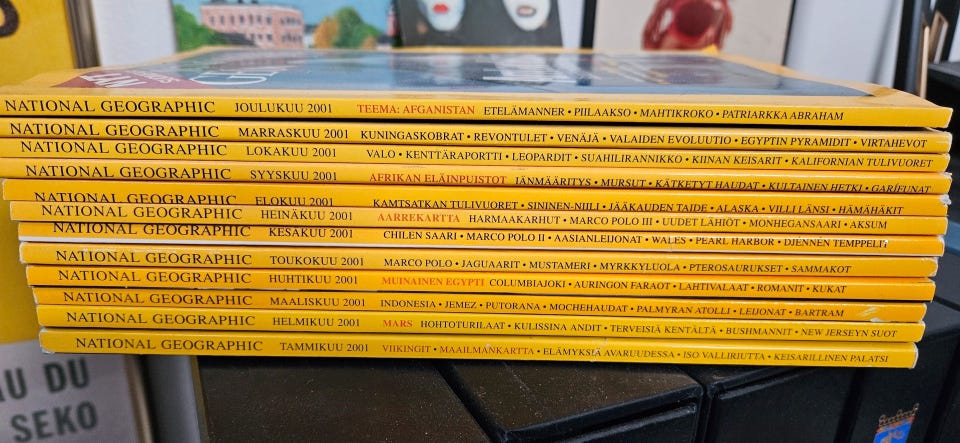 NATIONAL GEOGRAPHIC JOULUKUU 2001 TEEMA: AFGANISTAN ETELÄMANNER • PIILAAKSO • MAHTIKROKO • PATRIARKKA ABRAHAM
NATIONAL GEOGRAPHIC MARRASKUU 2001 KUNINGASKOBRAT • REVONTULET • VENÄJÄ • VALAIDEN EVOLUUTIO • EGYPTIN PYRAMIDIT • VIRTAHEVOT
NATIONAL GEOGRAPHIC LOKAKUU 2001 VALO • KENTTÄRAPORTTI • LEOPARDIT • SUAHILIRANNIKKO • KIINAN KEISARIT • KALIFORNIAN TULIVUORET
NATIONAL GEOGRAPHIC SYYSKUU 2001 AFRIKAN ELÄINPUISTOT • IÄNMÄÄRITYS • MURSUT • KÄTKETYT HAUDAT • KULTAINEN HETKI • GARÍFUNAT
NATIONAL GEOGRAPHIC ELOKUU 2001 KAMTSATKAN TULIVUORET • SININEN-NIILI • JÄÄKAUDEN TAIDE • ALASKA • VILLI LÄNSI • HÄMÄHÄKIT
NATIONAL GEOGRAPHIC HEINÄKUU 2001 AARREKARTTA HARMAAKARHUT • MARCO POLO III • UUDET LÄHIÖT • MONHEGANSAARI • AKSUM
NATIONAL GEOGRAPHIC KESÄKUU 2001 CHILEN SAARI • MARCO POLO II • AASIANLEIJONAT • WALES • PEARL HARBOR • DJENNÉN TEMPPELIT
NATIONAL GEOGRAPHIC TOUKOKUU 2001 MARCO POLO • JAGUAARIT • MUSTAMERI • MYRKKYLUOLA • PTEROSAURUKSET • SAMMAKOT
NATIONAL GEOGRAPHIC HUHTIKUU 2001 MUINAINEN EGYPTI COLUMBIAJOKI • AURINGON FARAOT • LAHTIVALAAT • ROMANIT • KUKAT
NATIONAL GEOGRAPHIC MAALISKUU 2001 INDONESIA • JEMEZ • PUTORANA • MOCHEHAUDAT • PALMYRAN ATOLLI • LEIJONAT • BARTRAM
NATIONAL GEOGRAPHIC HELMIKUU 2001 MARS HOHTOTURILAAT • KULISSINA ANDIT • TERVEISIÄ KENTÄLTÄ • BUSHMANNIT • NEW JERSEYN SUOT
NATIONAL GEOGRAPHIC TAMMIKUU 2001 VIIKINGIT • MAAILMANKARTTA • ELÄMYKSIÄ AVARUUDESSA • ISO VALLIRIUTTA • KEISARILLINEN PALATSI
AU DU
SEKO